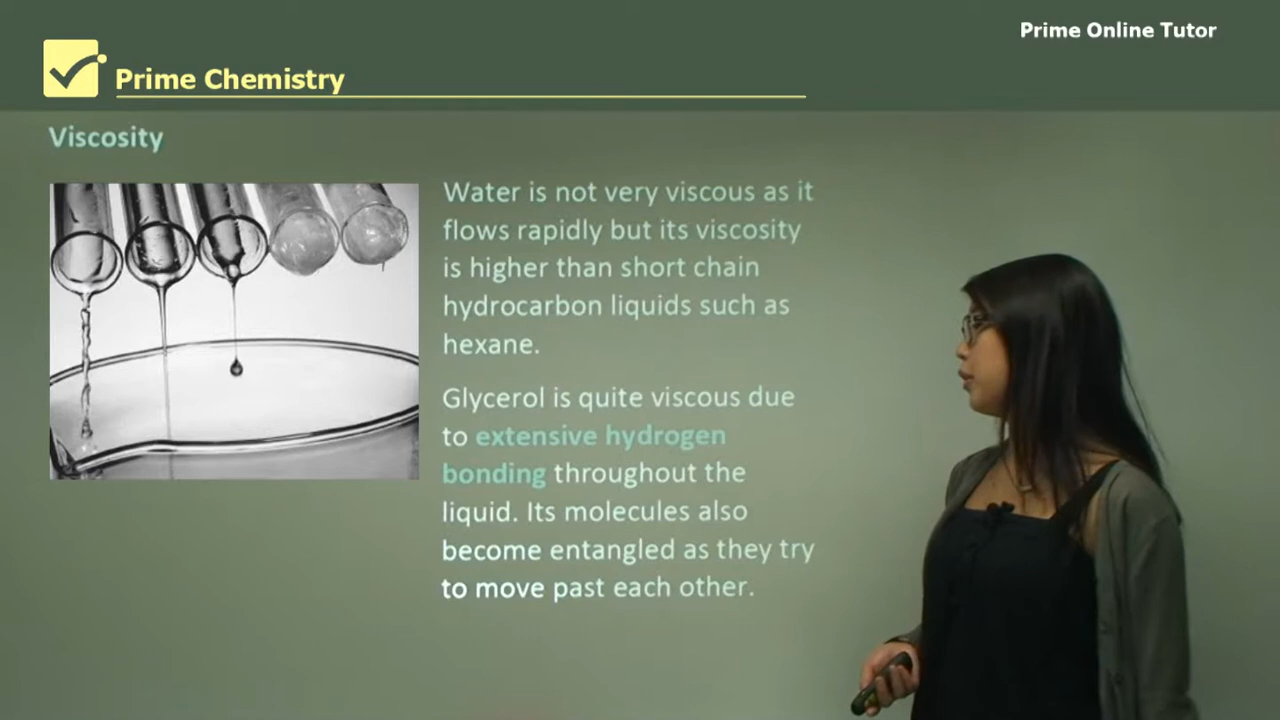 Prime Online Tutor
Prime Chemistry
Viscosity
Water is not very viscous as it
flows rapidly but its viscosity
is higher than short chain
hydrocarbon liquids such as
hexane.
Glycerol is quite viscous due
to extensive hydrogen
bonding throughout the
liquid. Its molecules also
become entangled as they try
to move past each other.